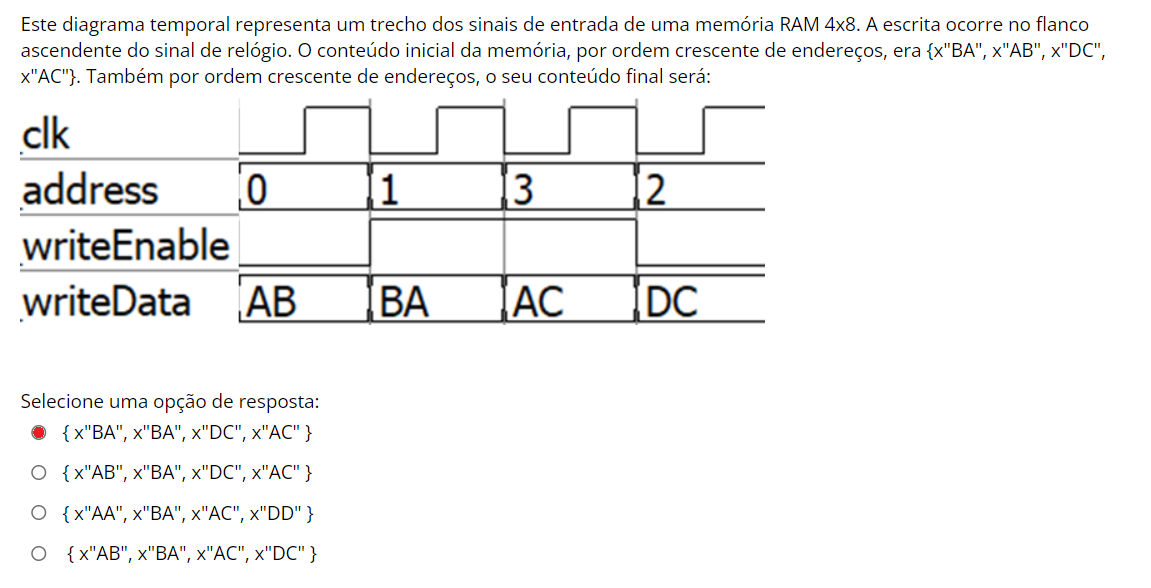 Este diagrama temporal representa um trecho dos sinais de entrada de uma memória RAM 4x8. A escrita ocorre no flanco
ascendente do sinal de relógio. O conteúdo inicial da memória, por ordem crescente de endereços, era {x"BA", x"AB", x"DC",
x"AC"}. Também por ordem crescente de endereços, o seu conteúdo final será:
clk
address 0 1 3 2
writeEnable
writeData AB BA AC DC
Selecione uma opção de resposta:
{ x"BA", x"BA", x"DC", x"AC" }
{ x"AB", x"BA", x"DC", x"AC" }
{ x"AA", x"BA", x"AC", x"DD" }
{ x"AB", x"BA", x"AC", x"DC" }